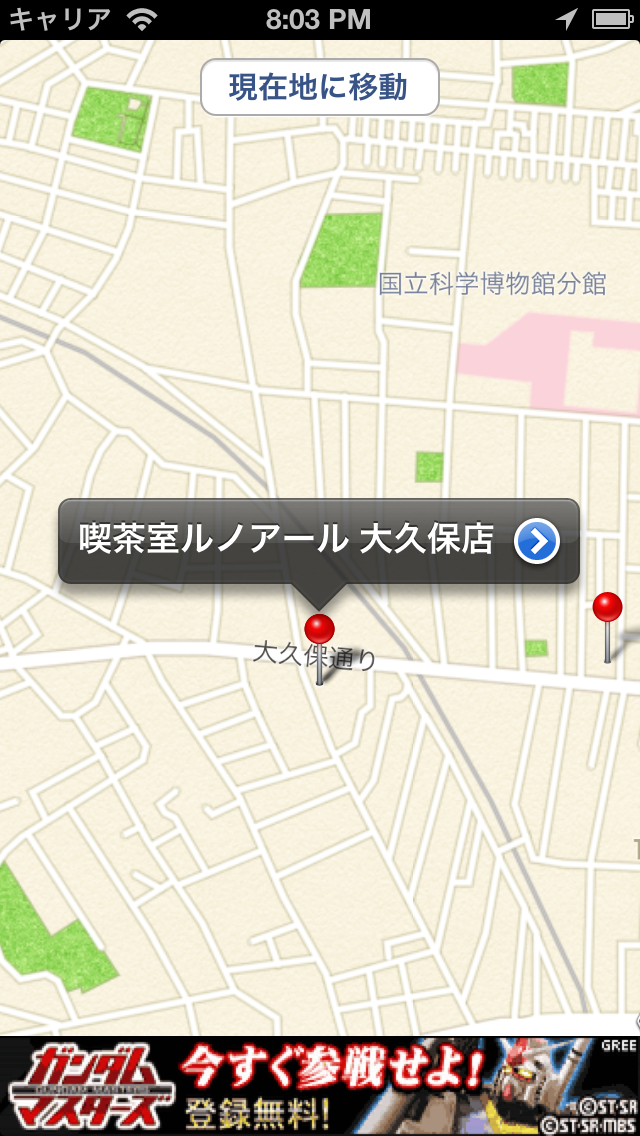 キャリア 8:03 PM
現在地に移動
国立科学博物館分館
喫茶室ルノアール 大久保店
大久保通り
ガンダム
GUNDAM MASTERS
マスターズ
今すぐ参戦せよ!
登録無料!
GREE
©ST·SR
©ST·SR·MBS